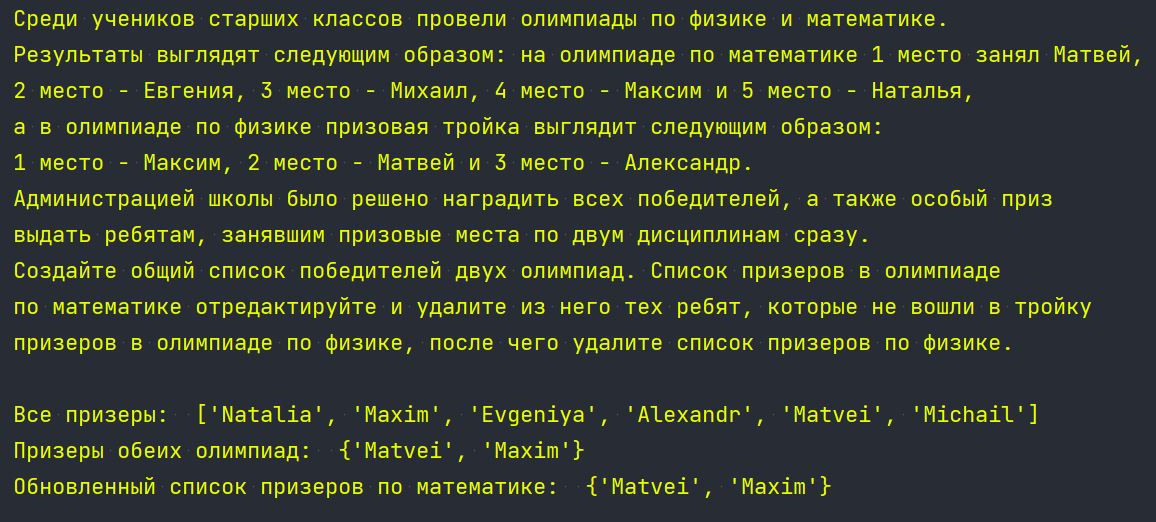 Среди учеников старших классов провели олимпиады по физике и математике.
Результаты выглядят следующим образом: на олимпиаде по математике 1 место занял Матвей,
2 место - Евгения, 3 место - Михаил, 4 место - Максим и 5 место - Наталья,
а в олимпиаде по физике призовая тройка выглядит следующим образом:
1 место - Максим, 2 место - Матвей и 3 место - Александр.
Администрацией школы было решено наградить всех победителей, а также особый приз
выдать ребятам, занявшим призовые места по двум дисциплинам сразу.
Создайте общий список победителей двух олимпиад. Список призеров в олимпиаде
по математике отредактируйте и удалите из него тех ребят, которые не вошли в тройку
призеров в олимпиаде по физике, после чего удалите список призеров по физике.
Все призеры:  ['Natalia', 'Maxim', 'Evgeniya', 'Alexandr', 'Matvei', 'Michail']
Призеры обеих олимпиад:  {'Matvei', 'Maxim'}
Обновленный список призеров по математике:  {'Matvei', 'Maxim'}